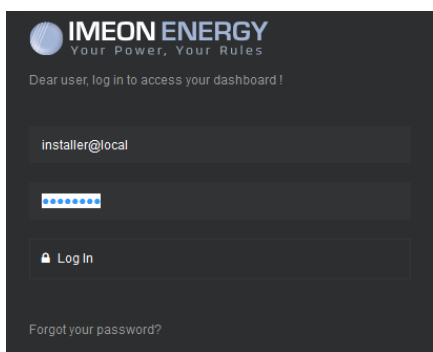 IMEON ENERGY
Your Power, Your Rules
Dear user, log in to access your dashboard !
installer@local
••••••••
Log In
Forgot your password?